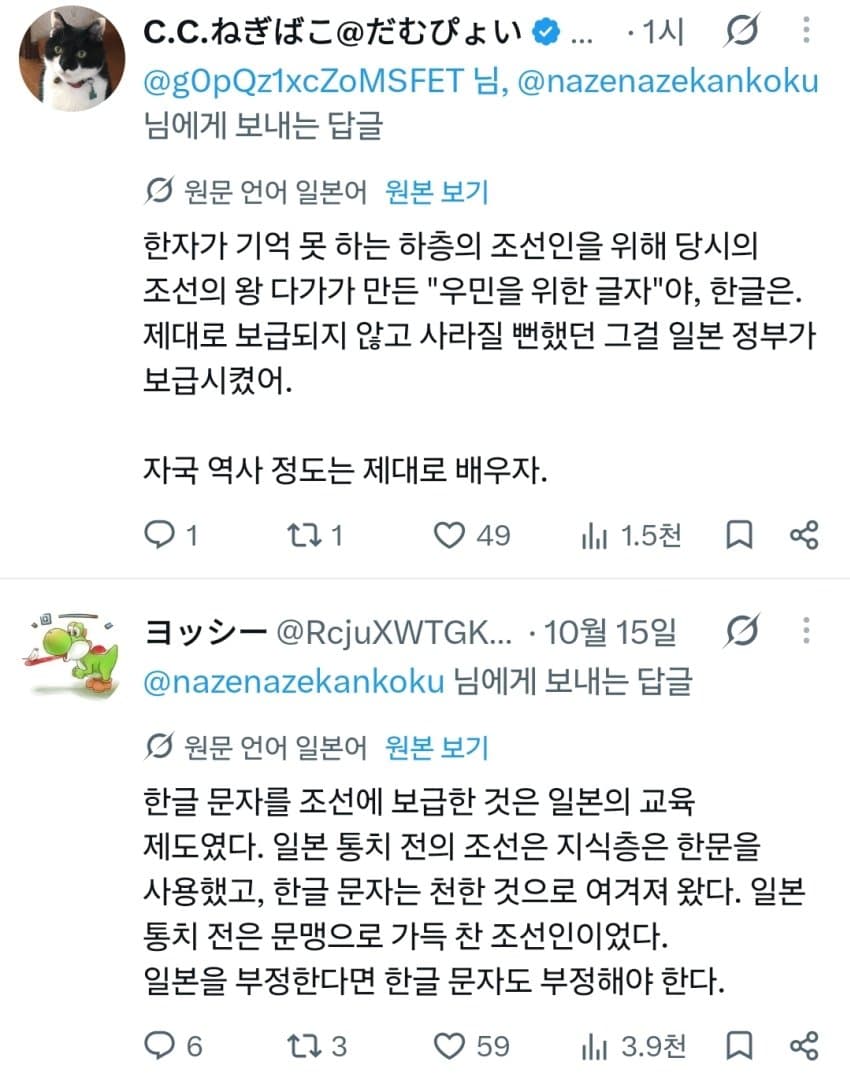 C.C.ねぎばこ@だむぴょい ... ·1시
@g0pQz1xcZoMSFET 님, @nazenazekankoku
님에게 보내는 답글
원문 언어 일본어 원본 보기
한자가 기억 못 하는 하층의 조선인을 위해 당시의
조선의 왕 다가가 만든 "우민을 위한 글자"야, 한글은.
제대로 보급되지 않고 사라질 뻔했던 그걸 일본 정부가
보급시켰어.
자국 역사 정도는 제대로 배우자.
1 1 49 1.5천
ヨッシー @RcjuXWTGK... · 10월 15일
@nazenazekankoku 님에게 보내는 답글
원문 언어 일본어 원본 보기
한글 문자를 조선에 보급한 것은 일본의 교육
제도였다. 일본 통치 전의 조선은 지식층은 한문을
사용했고, 한글 문자는 천한 것으로 여겨져 왔다. 일본
통치 전은 문맹으로 가득 찬 조선인이었다.
일본을 부정한다면 한글 문자도 부정해야 한다.
6 3 59 3.9천